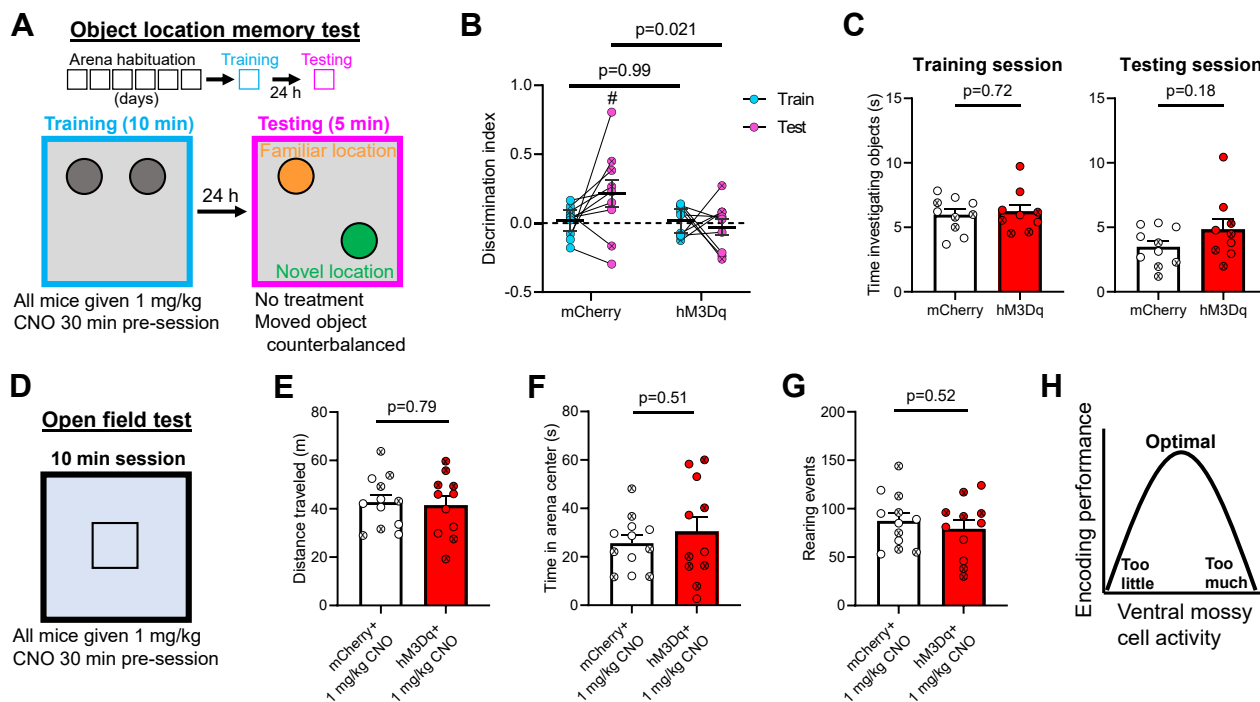 A
Object location memory test
Arena habituation
Training
Testing
(days)
24 h
Training (10 min)
Testing (5 min)
Familiar location
24 h
Novel location
All mice given 1 mg/kg
CNO 30 min pre-session
No treatment
Moved object
counterbalanced
B
p=0.021
p=0.99
#
Discrimination index
1.0
0.5
0.0
-0.5
mCherry
hM3Dq
Train
Test
C
Training session
p=0.72
Time investigating objects (s)
15
10
5
0
mCherry
hM3Dq
Testing session
p=0.18
15
10
5
0
mCherry
hM3Dq
D
Open field test
10 min session
All mice given 1 mg/kg
CNO 30 min pre-session
E
p=0.79
Distance traveled (m)
80
60
40
20
0
mCherry+
1 mg/kg CNO
hM3Dq+
1 mg/kg CNO
F
p=0.51
Time in arena center (s)
80
60
40
20
0
mCherry+
1 mg/kg CNO
hM3Dq+
1 mg/kg CNO
G
p=0.52
Rearing events
200
150
100
50
0
mCherry+
1 mg/kg CNO
hM3Dq+
1 mg/kg CNO
H
Encoding performance
Optimal
Too
little
Too
much
Ventral mossy
cell activity